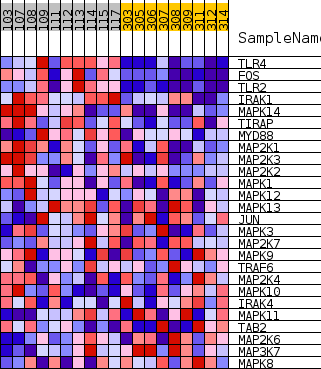 103 107 108 109 111 112 113 114 115 117 303 305 306 307 308 309 311 312 314
SampleName
TLR4
FOS
TLR2
IRAK1
MAPK14
TIRAP
MYD88
MAP2K1
MAP2K3
MAP2K2
MAPK1
MAPK12
MAPK13
JUN
MAPK3
MAP2K7
MAPK9
TRAF6
MAP2K4
MAPK10
IRAK4
MAPK11
TAB2
MAP2K6
MAP3K7
MAPK8